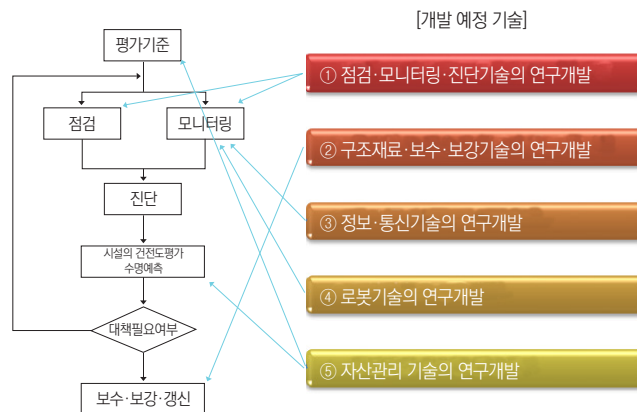 [개발 예정 기술]
평가기준
점검
모니터링
진단
시설의 건전도평가
수명예측
대책필요여부
보수·보강·갱신
① 점검·모니터링·진단기술의 연구개발
② 구조재료·보수·보강기술의 연구개발
③ 정보·통신기술의 연구개발
④ 로봇기술의 연구개발
⑤ 자산관리 기술의 연구개발